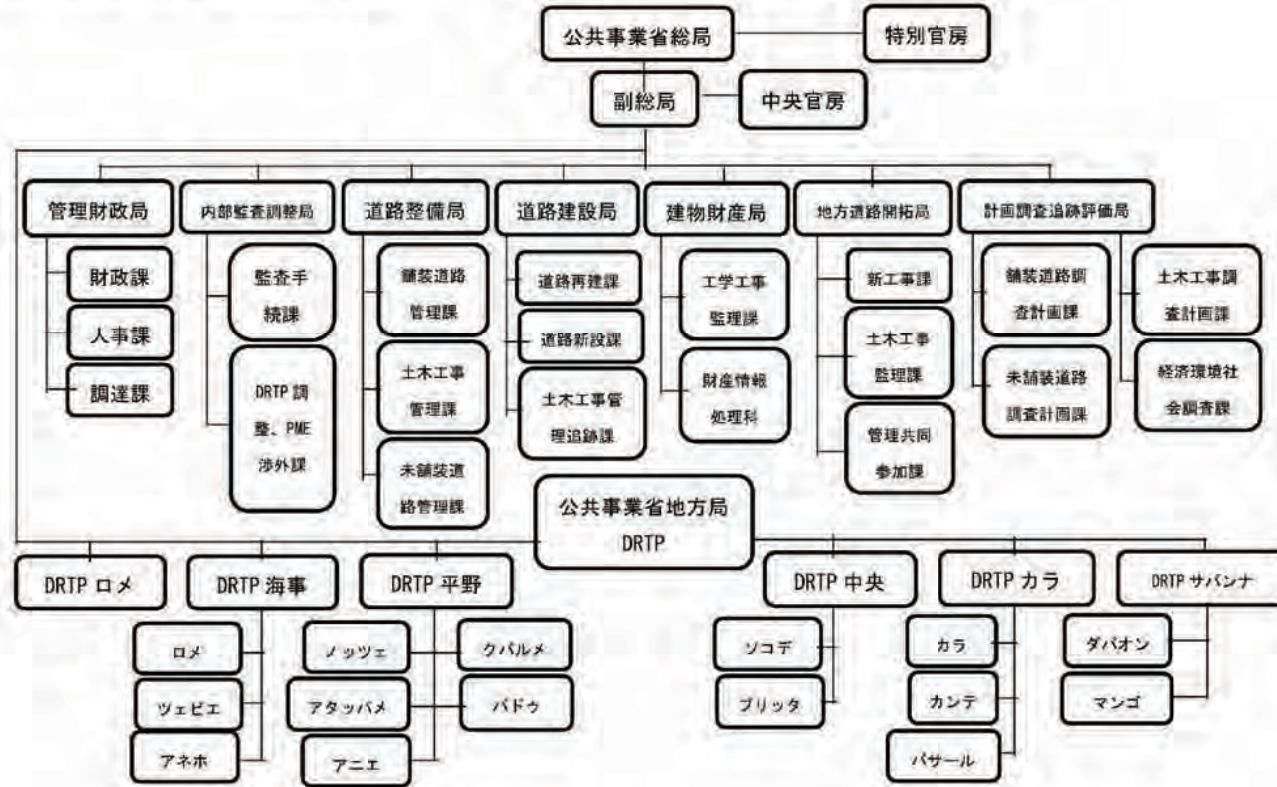 公共事業省総局
特別官房
副総局
中央官房
管理財政局
内部監査調整局
道路整備局
道路建設局
建物財産局
地方道路開拓局
計画調査追跡評価局
財政課
人事課
調達課
監査手
続課
DRTP 調
整、PME
渉外課
舗装道路
管理課
土木工事
管理課
未舗装道
路管理課
道路再建課
道路新設課
土木工事管
理追跡課
工学工事
監理課
財産情報
処理科
新工事課
土木工事
監理課
管理共同
参加課
舗装道路調
査計画課
未舗装道路
調査計画課
土木工事調
査計画課
経済環境社
会調査課
公共事業省地方局
DRTP
DRTP ロメ
DRTP 海事
DRTP 平野
DRTP 中央
DRTP カラ
DRTP サバンナ
ロメ
ツェビエ
アネホ
ノッツェ
アタッパメ
アニエ
クパルメ
バドゥ
ソコデ
ブリッタ
カラ
カンテ
バサール
ダパオン
マンゴ